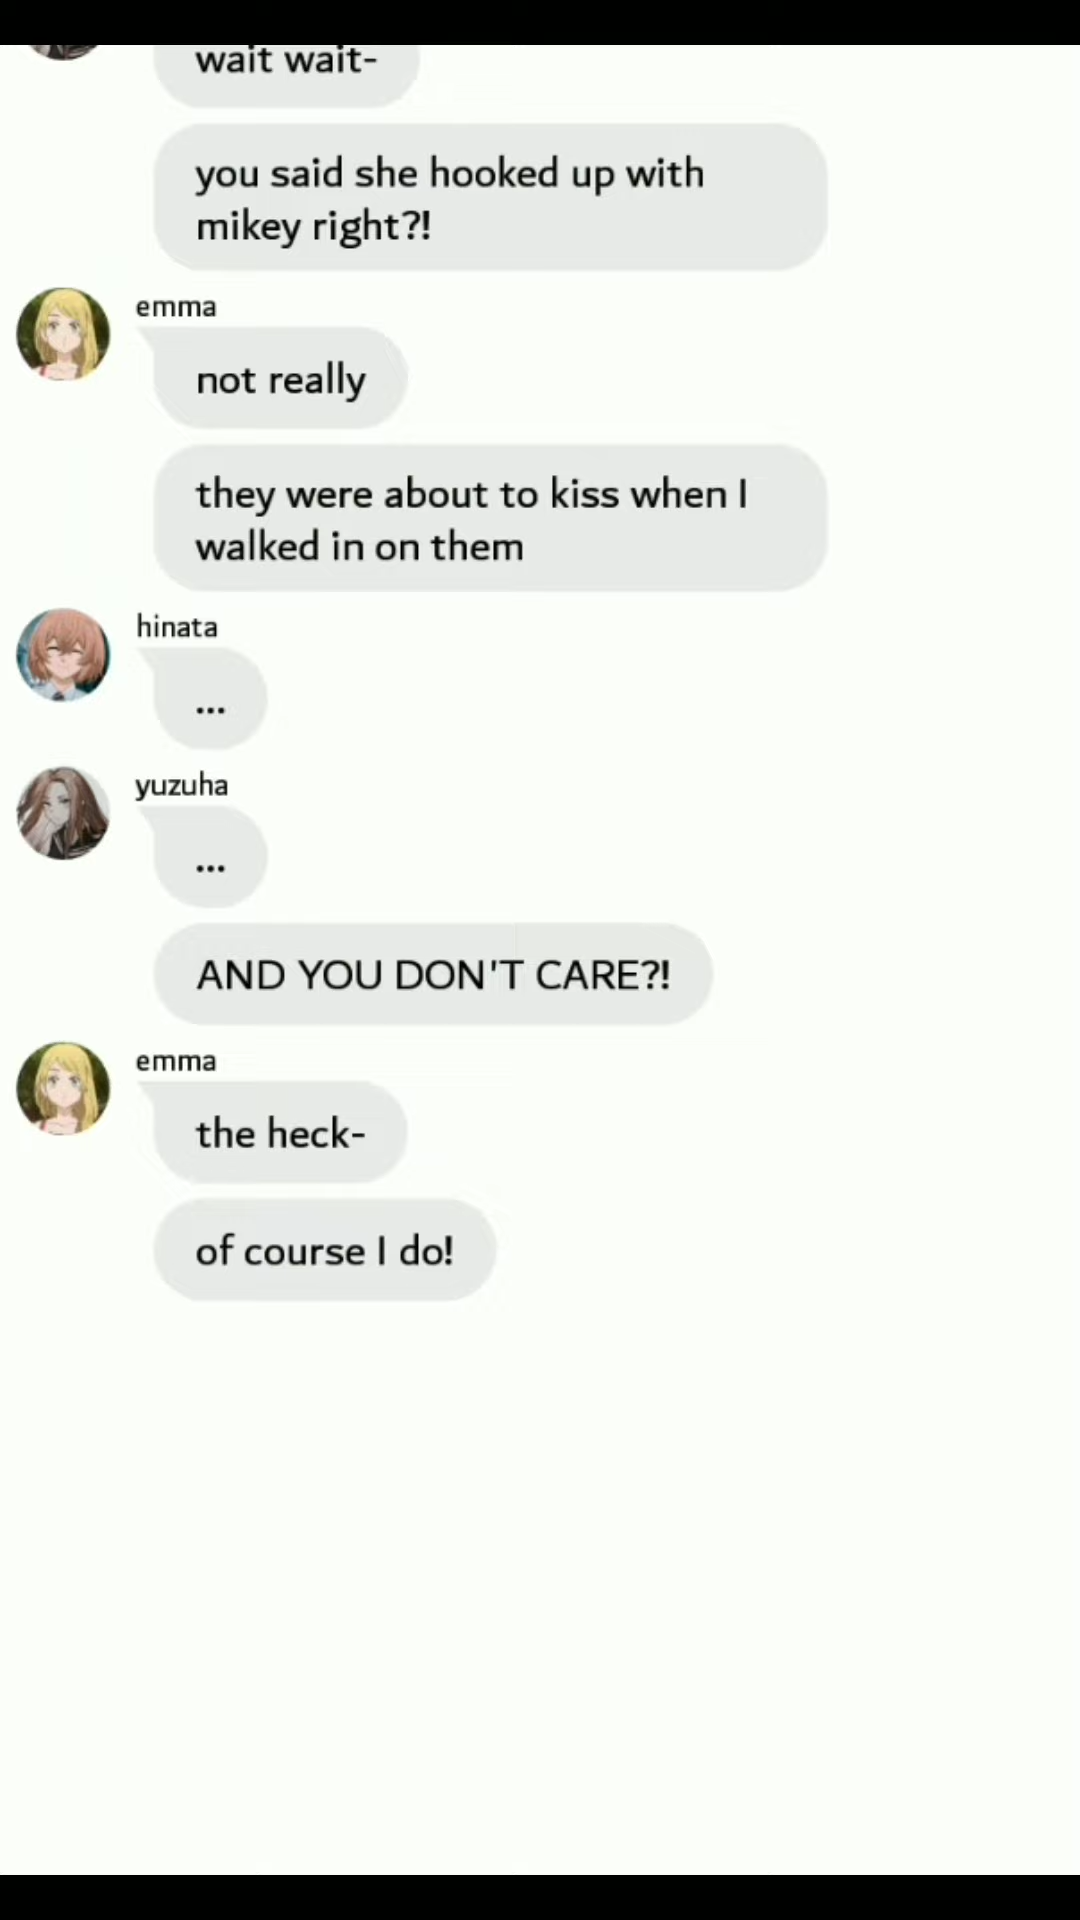 wait wait-
you said she hooked up with
mikey right?!
emma
not really
they were about to kiss when I
walked in on them
hinata
...
yuzuha
...
AND YOU DON'T CARE?!
emma
the heck-
of course I do!